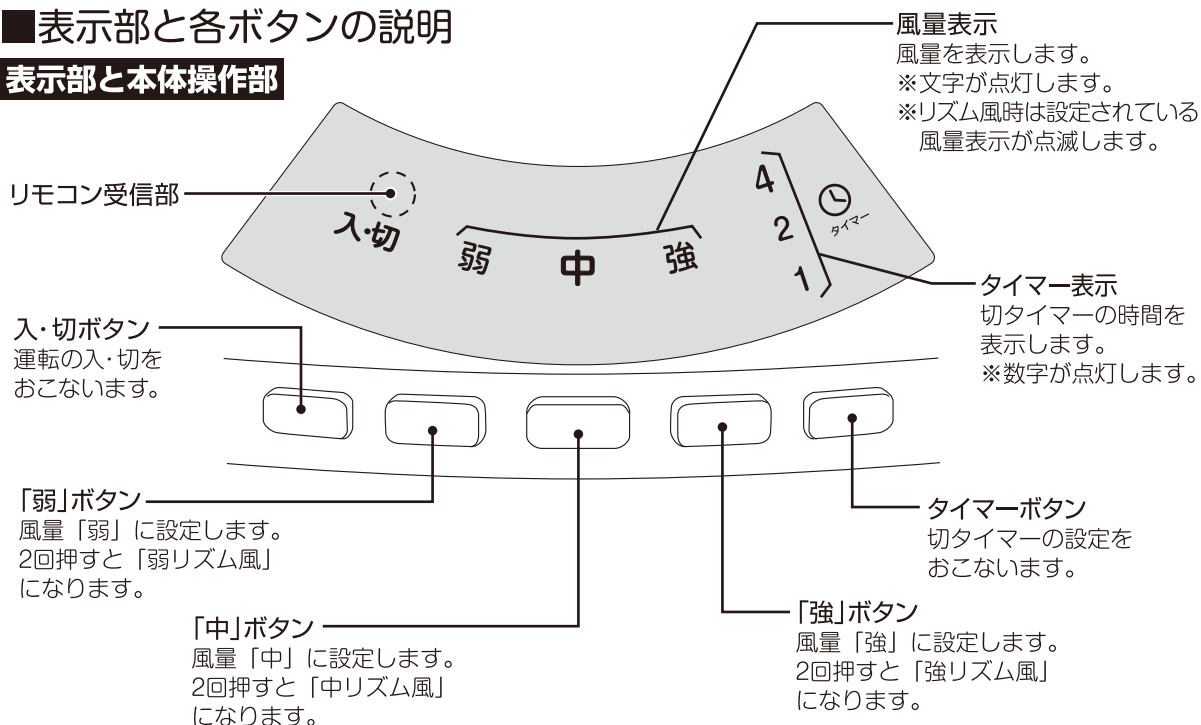 ■表示部と各ボタンの説明
表示部と本体操作部
風量表示
風量を表示します。
※文字が点灯します。
※リズム風時は設定されている
風量表示が点滅します。
リモコン受信部
入・切
弱
中
強
4
2
1
タイマー
タイマー表示
切タイマーの時間を
表示します。
※数字が点灯します。
入・切ボタン
運転の入・切を
おこないます。
「弱」ボタン
風量「弱」に設定します。
2回押すと「弱リズム風」
になります。
「中」ボタン
風量「中」に設定します。
2回押すと「中リズム風」
になります。
「強」ボタン
風量「強」に設定します。
2回押すと「強リズム風」
になります。
タイマーボタン
切タイマーの設定を
おこないます。